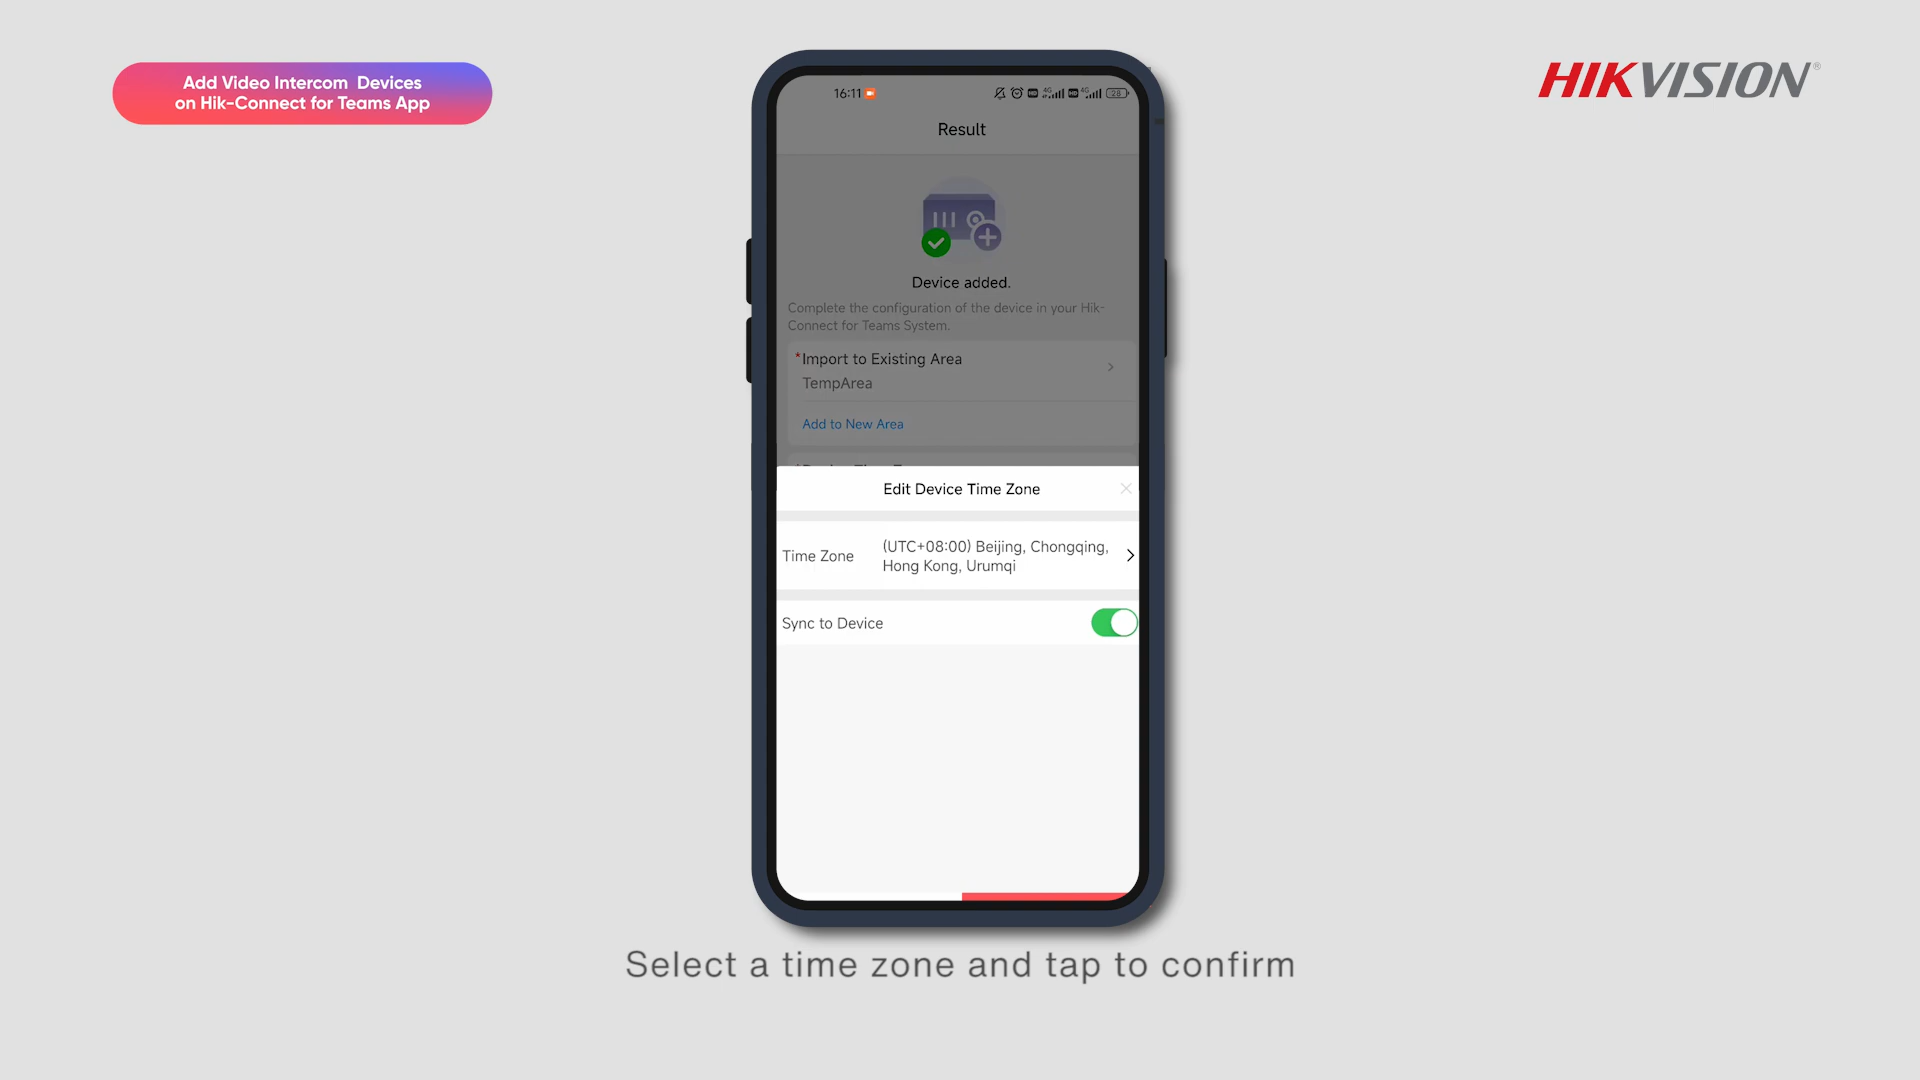 Add Video Intercom Devices
on Hik-Connect for Teams App
HIKVISION®
16:11
4G
4G
28
Result
Device added.
Complete the configuration of the device in your Hik-
Connect for Teams System.
*Import to Existing Area
TempArea
Add to New Area
Edit Device Time Zone
Time Zone
(UTC+08:00) Beijing, Chongqing,
Hong Kong, Urumqi
Sync to Device
Select a time zone and tap to confirm